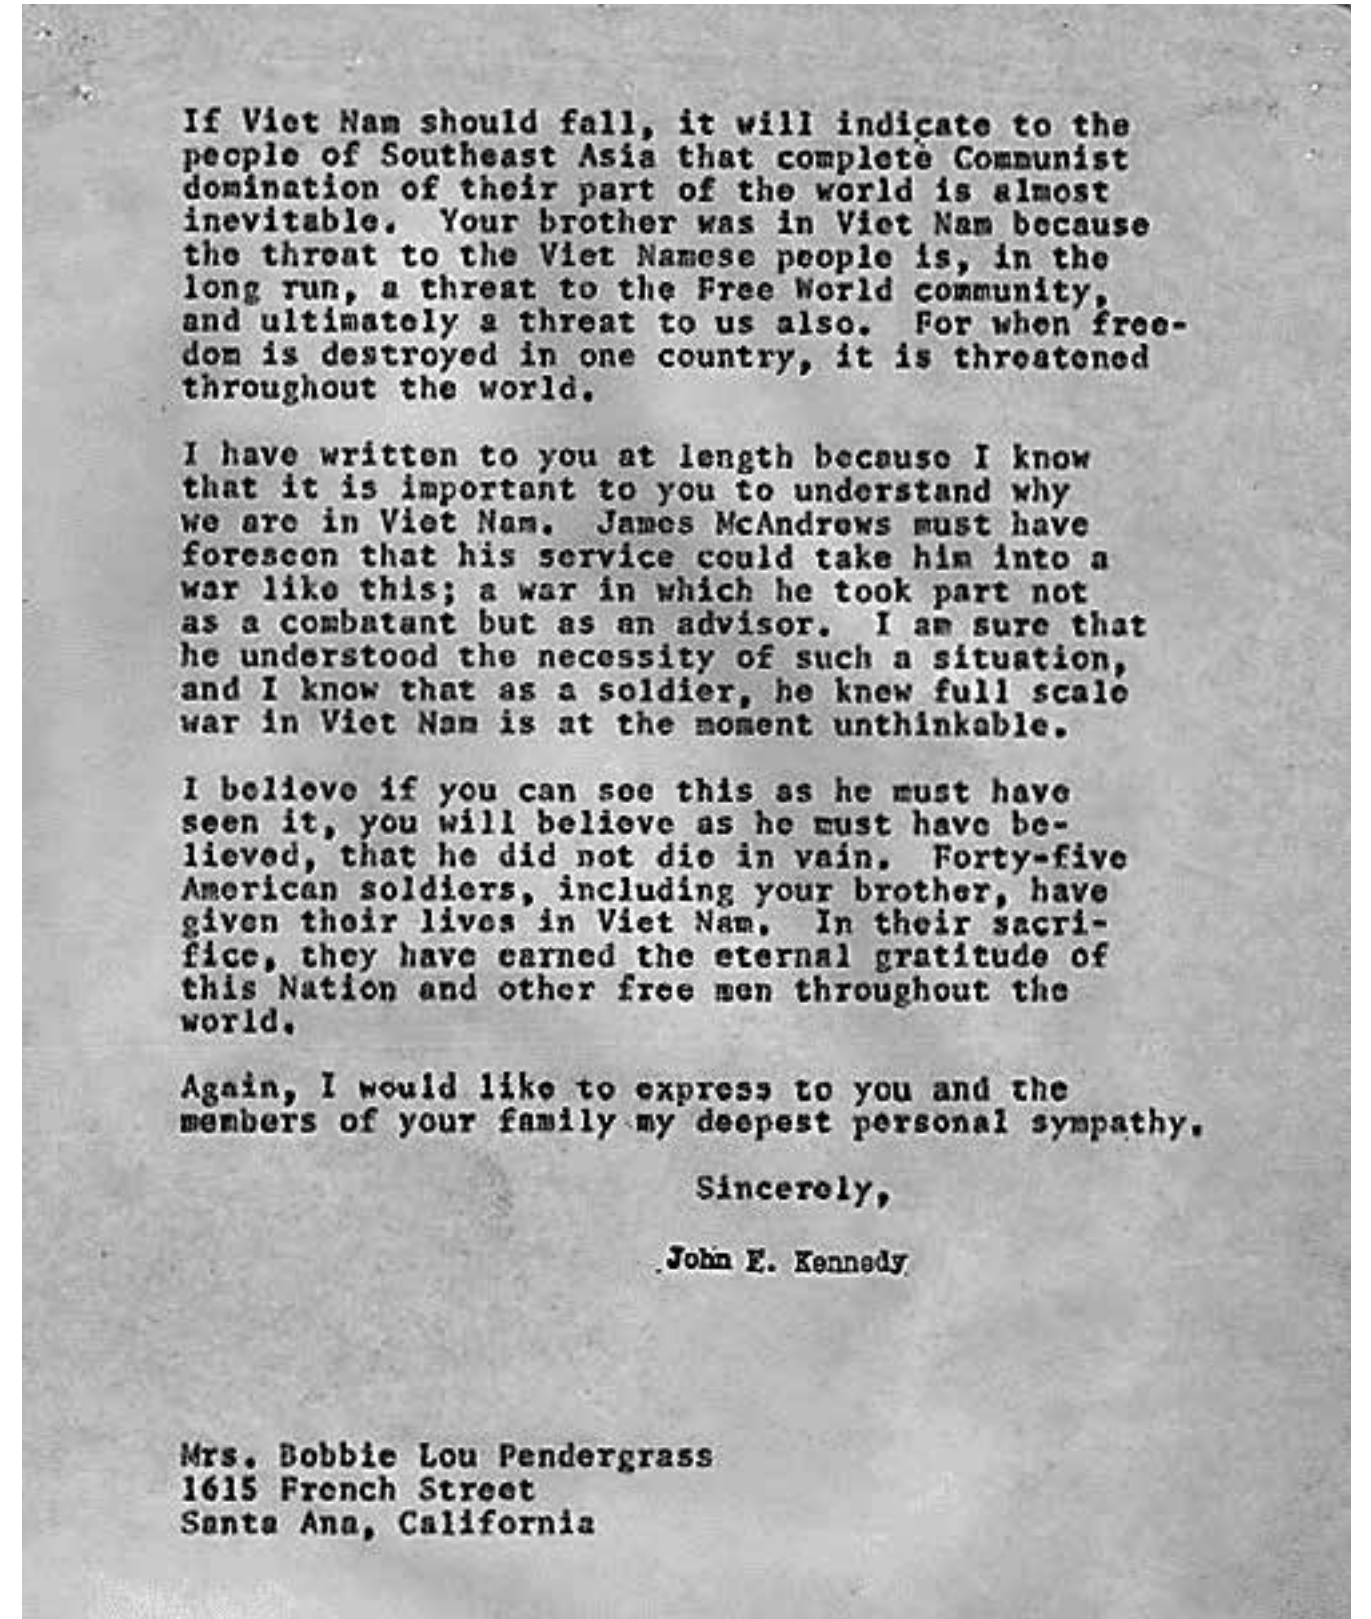 If Viet Nam should fall, it will indicate to the
people of Southeast Asia that complete Communist
domination of their part of the world is almost
inevitable. Your brother was in Viet Nam because
the threat to the Viet Namese people is, in the
long run, a threat to the Free World community,
and ultimately a threat to us also. For when free-
dom is destroyed in one country, it is threatened
throughout the world.
I have written to you at length because I know
that it is important to you to understand why
we are in Viet Nam. James McAndrews must have
foreseen that his service could take him into a
war like this; a war in which he took part not
as a combatant but as an advisor. I am sure that
he understood the necessity of such a situation,
and I know that as a soldier, he knew full scale
war in Viet Nam is at the moment unthinkable.
I believe if you can see this as he must have
seen it, you will believe as he must have be-
lieved, that he did not die in vain. Forty-five
American soldiers, including your brother, have
given their lives in Viet Nam. In their sacri-
fice, they have earned the eternal gratitude of
this Nation and other free men throughout the
world.
Again, I would like to express to you and the
members of your family my deepest personal sympathy.
Sincerely,
John F. Kennedy
Mrs. Bobbie Lou Pendergrass
1615 French Street
Santa Ana, California